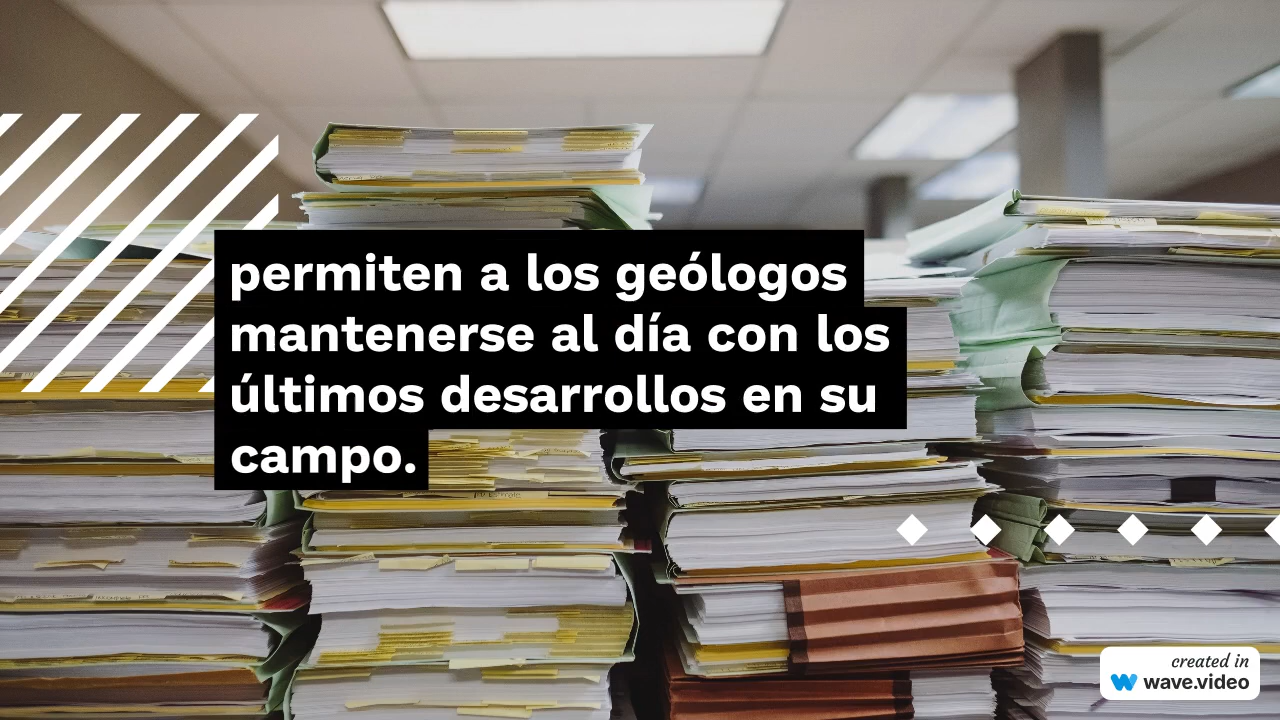 permiten a los geólogos
mantenerse al día con los
últimos desarrollos en su
campo.
created in
wave.video